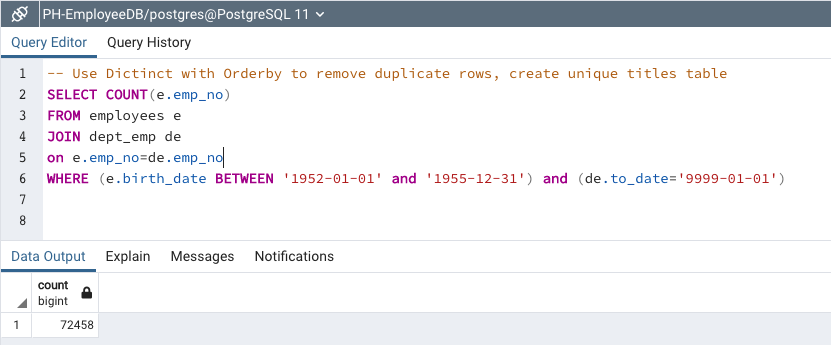 PH-EmployeeDB/postgres@PostgreSQL 11
Query Editor Query History
1 -- Use Dictinct with Orderby to remove duplicate rows, create unique titles table
2 SELECT COUNT(e.emp_no)
3 FROM employees e
4 JOIN dept_emp de
5 on e.emp_no=de.emp_no
6 WHERE (e.birth_date BETWEEN '1952-01-01' and '1955-12-31') and (de.to_date='9999-01-01')
7
8
Data Output Explain Messages Notifications
count
bigint
1 72458